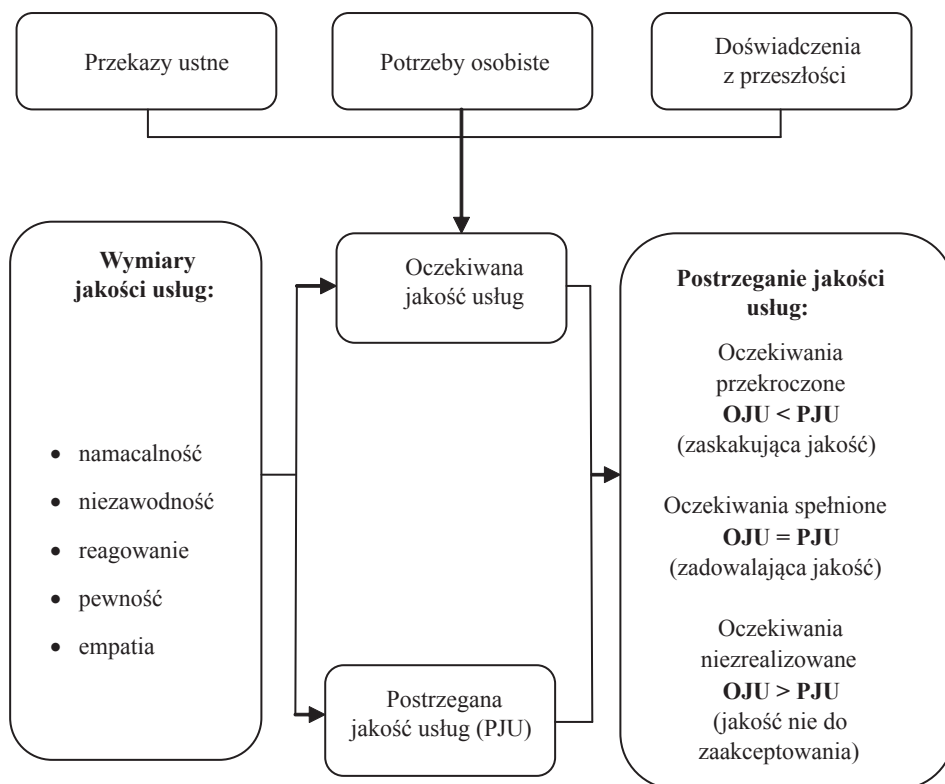 Przekazy ustne
Potrzeby osobiste
Doświadczenia
z przeszłości
Wymiary
jakości usług:
• namacalność
• niezawodność
• reagowanie
• pewność
• empatia
Oczekiwana
jakość usług
Postrzegana
jakość usług (PJU)
Postrzeganie jakości
usług:
Oczekiwania
przekroczone
OJU < PJU
(zaskakująca jakość)
Oczekiwania spełnione
OJU = PJU
(zadowalająca jakość)
Oczekiwania
niezrealizowane
OJU > PJU
(jakość nie do
zaakceptowania)